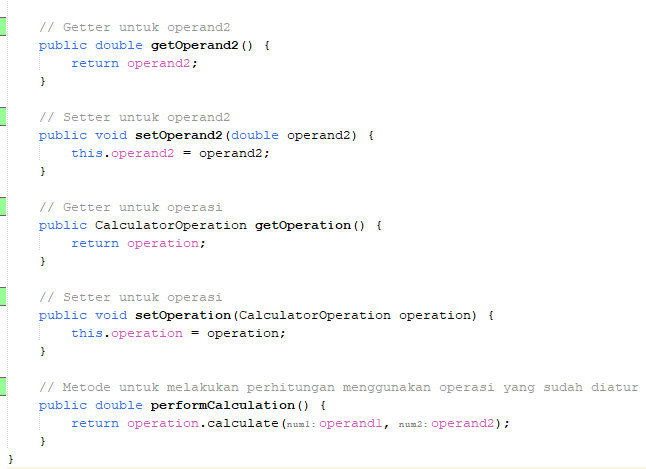 // Getter untuk operand2
public double getOperand2() {
return operand2;
}
// Setter untuk operand2
public void setOperand2(double operand2) {
this.operand2 = operand2;
}
// Getter untuk operasi
public CalculatorOperation getOperation() {
return operation;
}
// Setter untuk operasi
public void setOperation(CalculatorOperation operation) {
this.operation = operation;
}
// Metode untuk melakukan perhitungan menggunakan operasi yang sudah diatur
public double performCalculation() {
return operation.calculate(num1: operand1, num2: operand2);
}
}